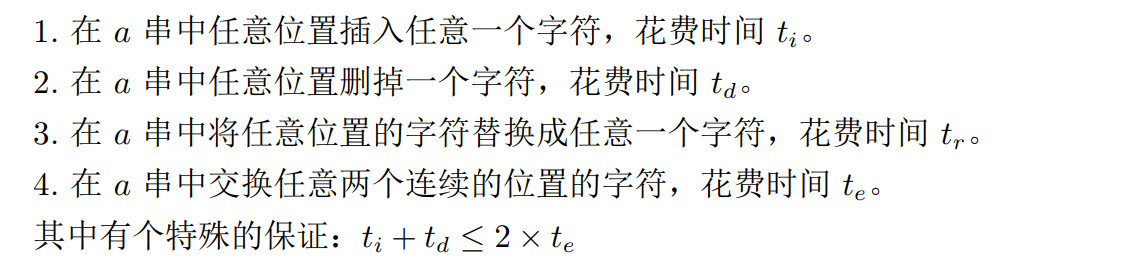 1. 在 a 串中任意位置插入任意一个字符，花费时间 t_i。
2. 在 a 串中任意位置删掉一个字符，花费时间 t_d。
3. 在 a 串中将任意位置的字符替换成任意一个字符，花费时间 t_r。
4. 在 a 串中交换任意两个连续的位置的字符，花费时间 t_e。
其中有个特殊的保证：t_i + t_d ≤ 2 × t_e